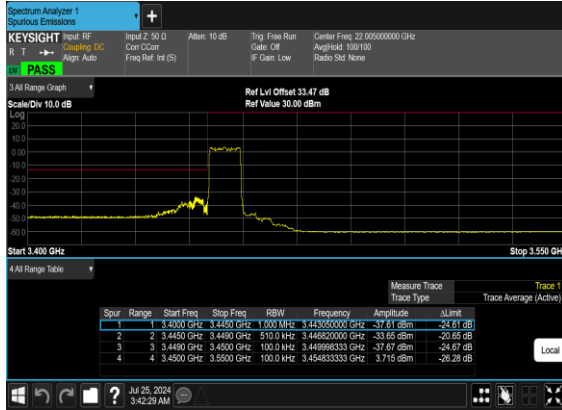 Spectrum Analyzer 1
Spurious Emissions
KEYSIGHT Input: RF Input Z: 50 Ω Atten: 10 dB Trig: Free Run Center Freq: 22.005000000 GHz
R T Coupling: DC Corr CCorr Gate: Off Avg|Hold: 100/100
Align: Auto Freq Ref: Int (S) IF Gain: Low Radio Std: None
PASS
3 All Range Graph
Ref Lvl Offset 33.47 dB
Scale/Div 10.0 dB Ref Value 30.00 dBm
Log
20.0
10.0
0.00
-10.0
-20.0
-30.0
-40.0
-50.0
-60.0
Start 3.400 GHz Stop 3.550 GH
4 All Range Table
Measure Trace Trace 1
Trace Type Trace Average (Active)
Spur Range Start Freq Stop Freq RBW Frequency Amplitude ΔLimit
1 1 3.4000 GHz 3.4450 GHz 1.000 MHz 3.443050000 GHz -37.61 dBm -24.61 dB
2 2 3.4450 GHz 3.4490 GHz 510.0 kHz 3.446820000 GHz -33.65 dBm -20.65 dB
3 3 3.4490 GHz 3.4500 GHz 100.0 kHz 3.449998333 GHz -37.67 dBm -24.67 dB
4 4 3.4500 GHz 3.5500 GHz 100.0 kHz 3.454833333 GHz 3.715 dBm -26.28 dB
Local
Jul 25, 2024
3:42:29 AM